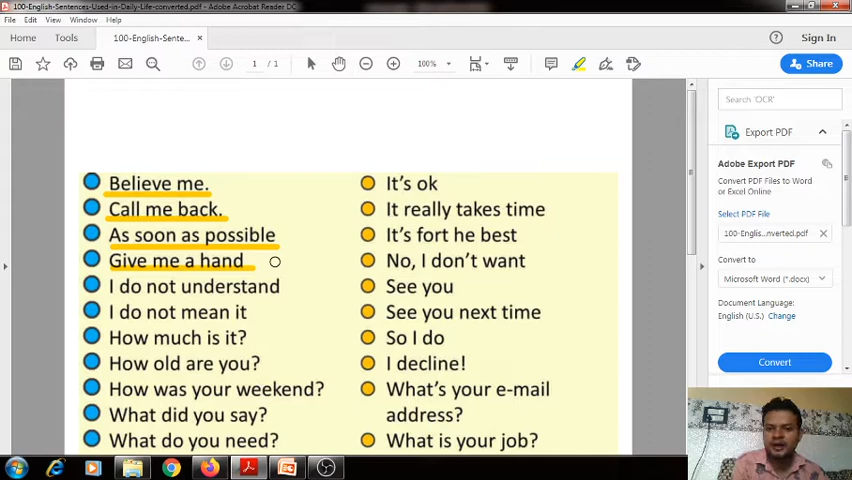 100-English-Sentences-Used-in-Daily-Life-converted.pdf - Adobe Acrobat Reader DC
File Edit View Window Help
Home Tools 100-English-Sente... × Sign In
1 / 1 100% Share
Believe me.
Call me back.
As soon as possible
Give me a hand
I do not understand
I do not mean it
How much is it?
How old are you?
How was your weekend?
What did you say?
What do you need?
It's ok
It really takes time
It's fort he best
No, I don't want
See you
See you next time
So I do
I decline!
What's your e-mail
address?
What is your job?
Search 'OCR'
Export PDF
Adobe Export PDF
Convert PDF Files to Word
or Excel Online
Select PDF File
100-Englis...nverted.pdf
Convert to
Microsoft Word (*.docx)
Document Language:
English (U.S.) Change
Convert